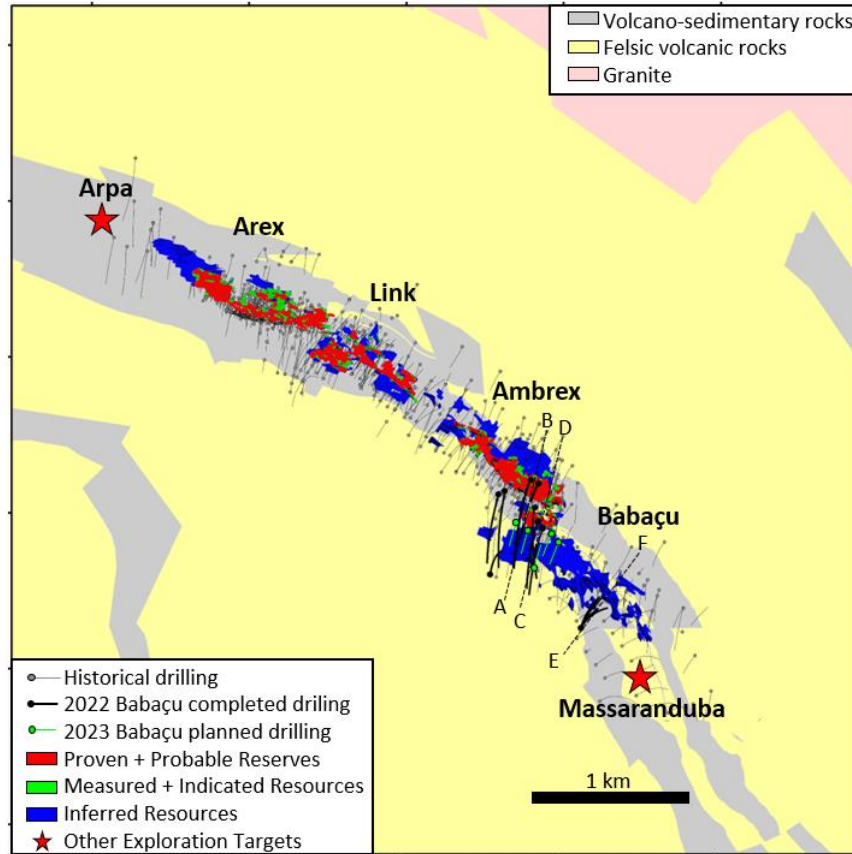 Volcano-sedimentary rocks
Felsic volcanic rocks
Granite
Arpa
Arex
Link
Ambrex
B
D
Babaçu
F
A
C
E
Massaranduba
Historical drilling
2022 Babaçu completed driling
2023 Babaçu planned drilling
Proven + Probable Reserves
Measured + Indicated Resources
Inferred Resources
Other Exploration Targets
1 km